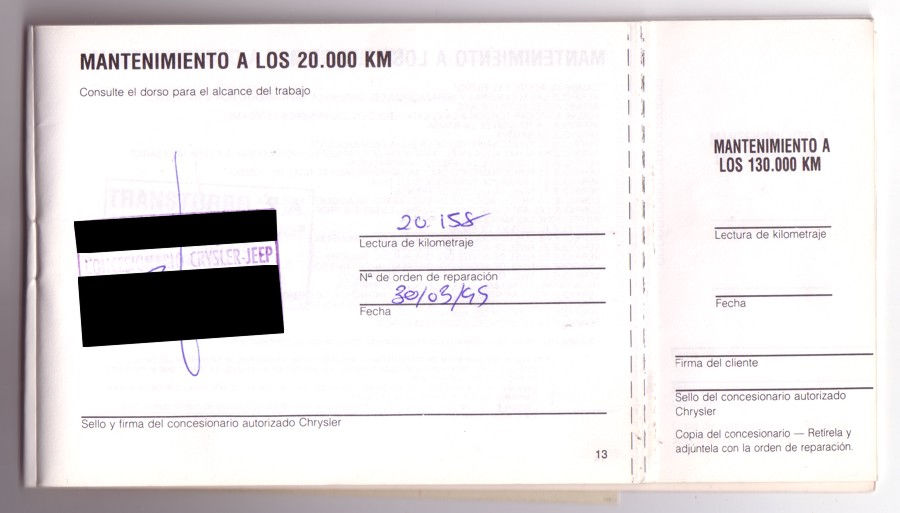 MANTENIMIENTO A LOS 20.000 KM
Consulte el dorso para el alcance del trabajo
CONCESIONARIO CRYSLER-JEEP
20.158
Lectura de kilometraje
Nª de orden de reparación
30/03/95
Fecha
Sello y firma del concesionario autorizado Chrysler
13
MANTENIMIENTO A
LOS 130.000 KM
Lectura de kilometraje
Fecha
Firma del cliente
Sello del concesionario autorizado
Chrysler
Copia del concesionario — Retírela y
adjúntela con la orden de reparación.